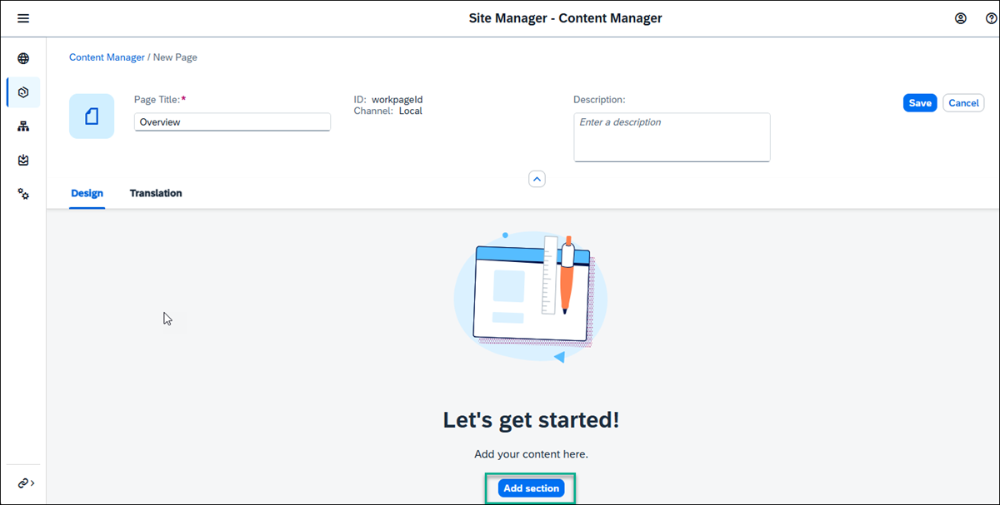 Site Manager - Content Manager
Content Manager / New Page
Page Title:*
Overview
ID: workpageId
Channel: Local
Description:
Enter a description
Save
Cancel
Design
Translation
Let's get started!
Add your content here.
Add section